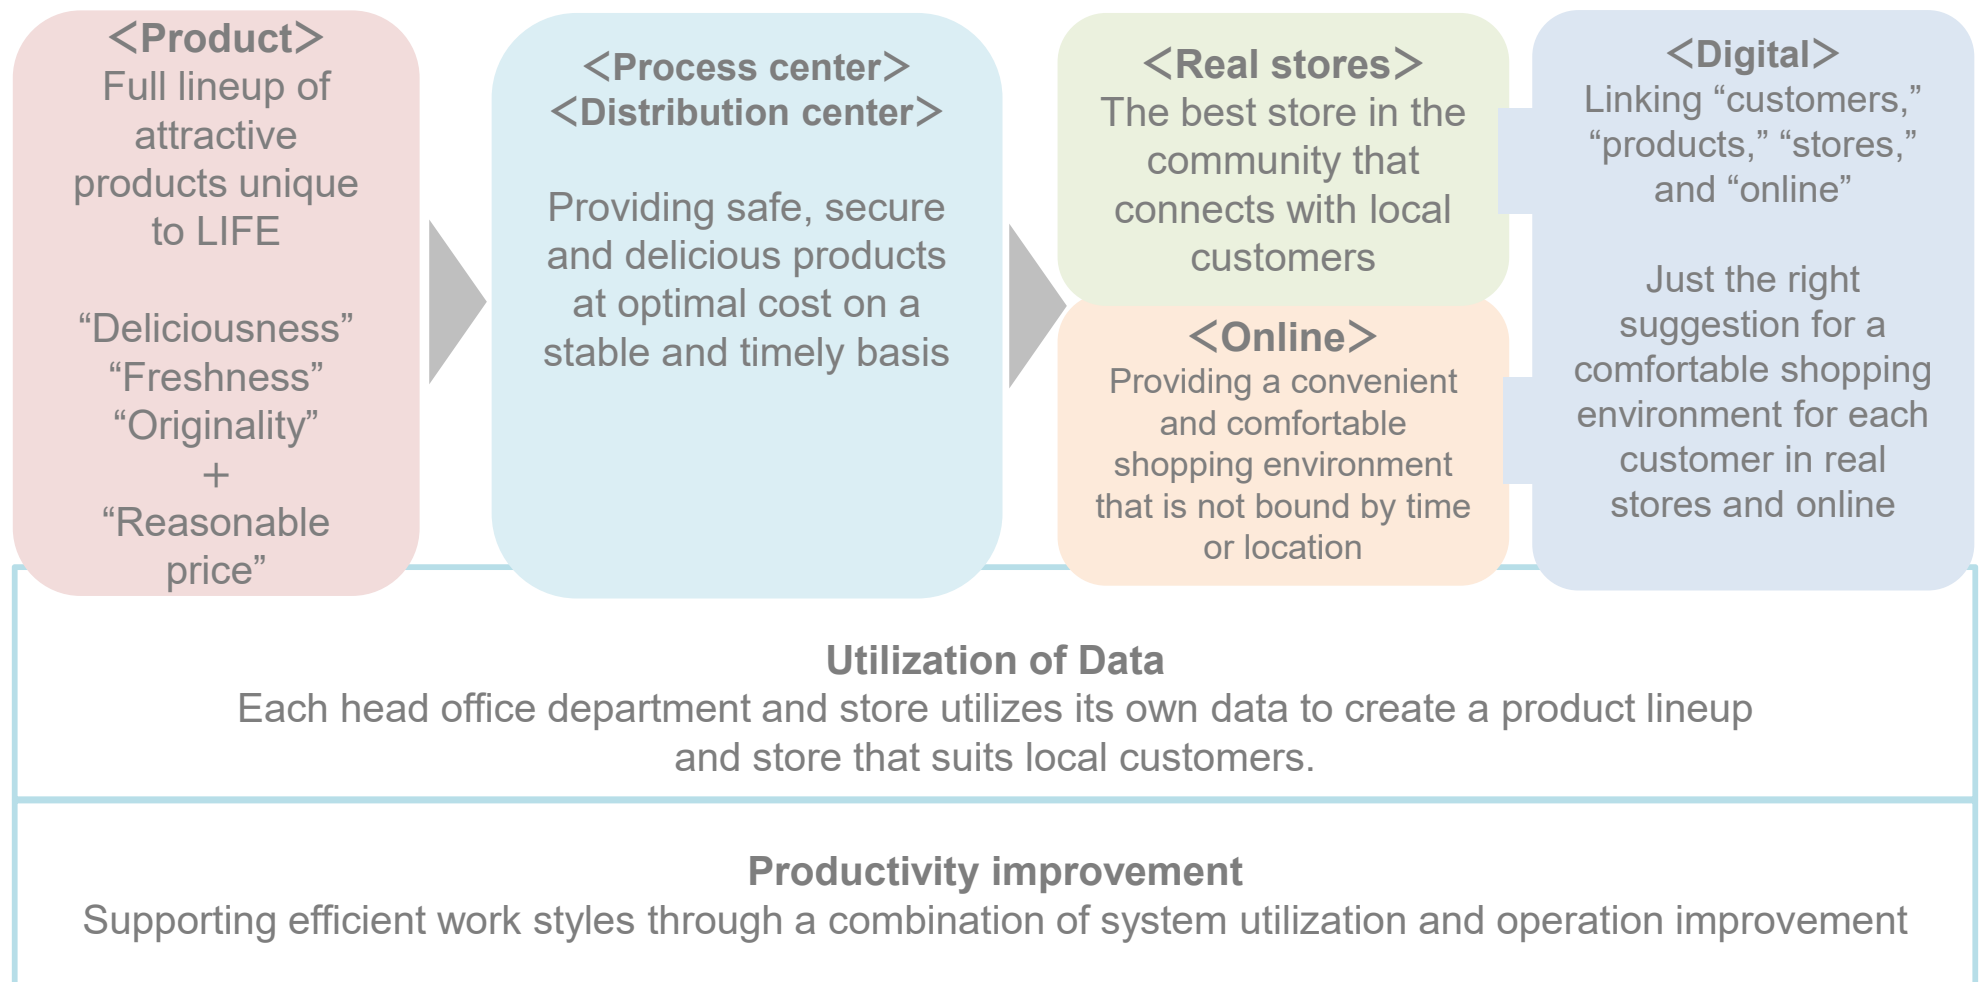 <Product>
Full lineup of
attractive
products unique
to LIFE
“Deliciousness”
“Freshness”
“Originality”
+
“Reasonable
price”
<Process center>
<Distribution center>
Providing safe, secure
and delicious products
at optimal cost on a
stable and timely basis
<Real stores>
The best store in the
community that
connects with local
customers
<Online>
Providing a convenient
and comfortable
shopping environment
that is not bound by time
or location
<Digital>
Linking “customers,”
“products,” “stores,”
and “online”
Just the right
suggestion for a
comfortable shopping
environment for each
customer in real
stores and online
Utilization of Data
Each head office department and store utilizes its own data to create a product lineup
and store that suits local customers.
Productivity improvement
Supporting efficient work styles through a combination of system utilization and operation improvement